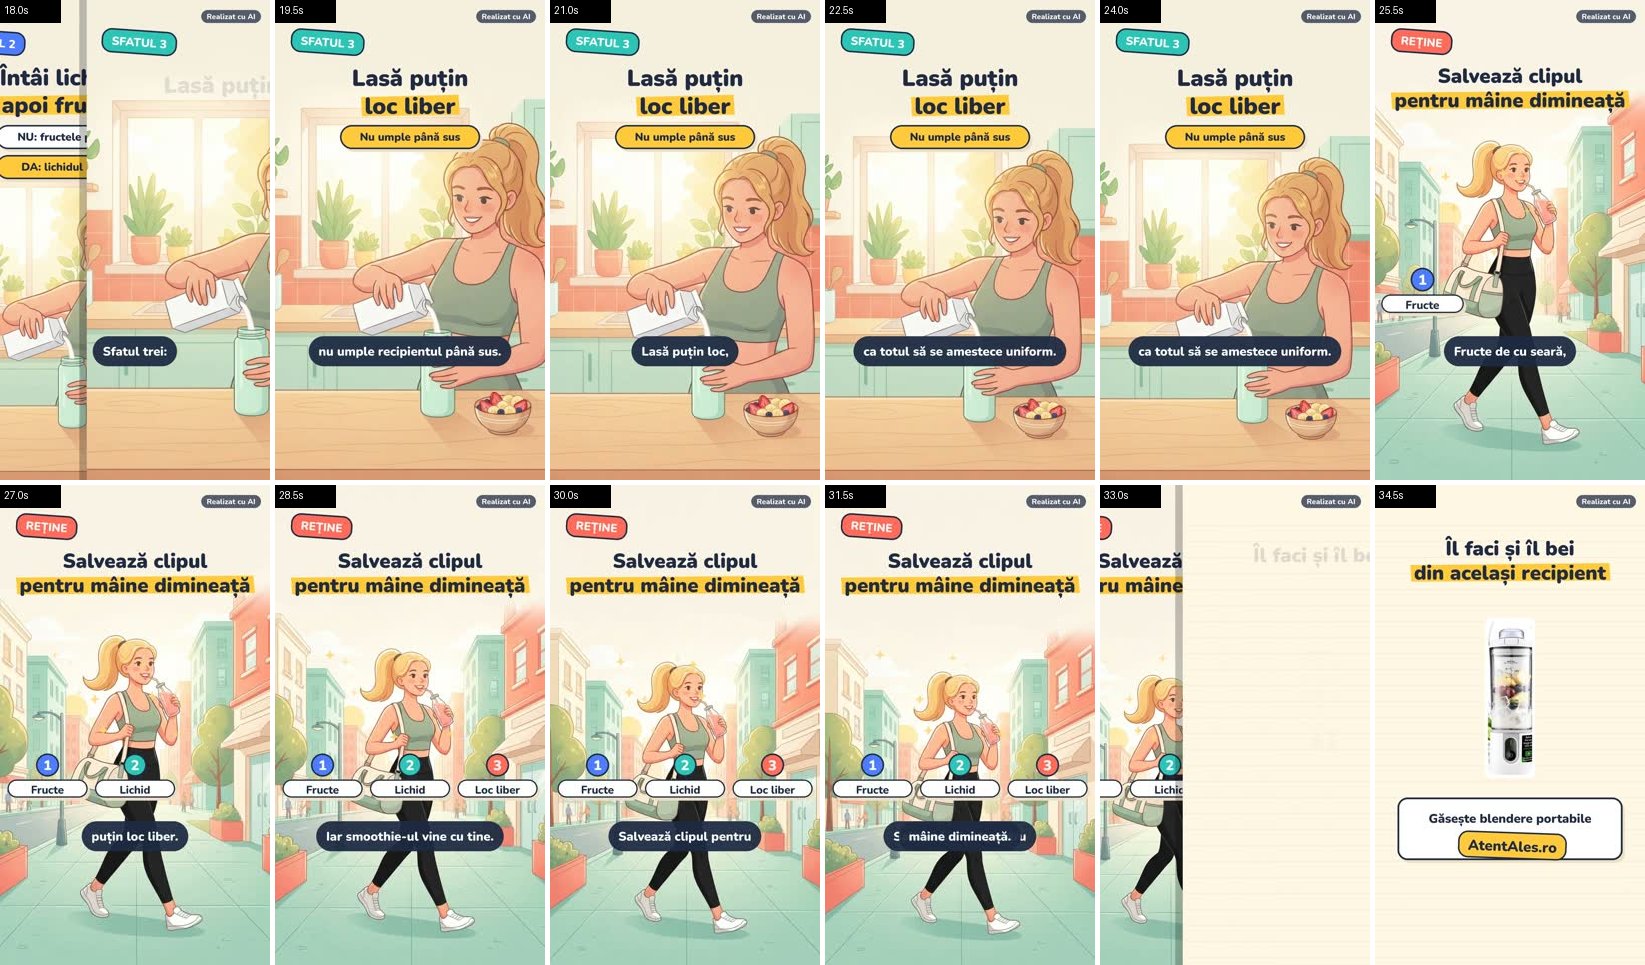 18.0s
Realizat cu AI
L 2
SFATUL 3
Întâi lich
apoi fru
Lasă puțin
NU: fructele
DA: lichidul
Sfatul trei:
19.5s
Realizat cu AI
SFATUL 3
Lasă puțin
loc liber
Nu umple până sus
nu umple recipientul până sus.
21.0s
Realizat cu AI
SFATUL 3
Lasă puțin
loc liber
Nu umple până sus
Lasă puțin loc,
22.5s
Realizat cu AI
SFATUL 3
Lasă puțin
loc liber
Nu umple până sus
ca totul să se amestece uniform.
24.0s
Realizat cu AI
SFATUL 3
Lasă puțin
loc liber
Nu umple până sus
ca totul să se amestece uniform.
25.5s
Realizat cu AI
REȚINE
Salvează clipul
pentru mâine dimineață
1
Fructe
Fructe de cu seară,
27.0s
Realizat cu AI
REȚINE
Salvează clipul
pentru mâine dimineață
1 2
Fructe Lichid
puțin loc liber.
28.5s
Realizat cu AI
REȚINE
Salvează clipul
pentru mâine dimineață
1 2 3
Fructe Lichid Loc liber
Iar smoothie-ul vine cu tine.
30.0s
Realizat cu AI
REȚINE
Salvează clipul
pentru mâine dimineață
1 2 3
Fructe Lichid Loc liber
Salvează clipul pentru
31.5s
Realizat cu AI
REȚINE
Salvează clipul
pentru mâine dimineață
1 2 3
Fructe Lichid Loc liber
S mâine dimineață. u
33.0s
Realizat cu AI
E
Salvează
ru mâine
Îl faci și îl be
2
Lichid
34.5s
Realizat cu AI
Îl faci și îl bei
din același recipient
Găsește blendere portabile
AtentAles.ro